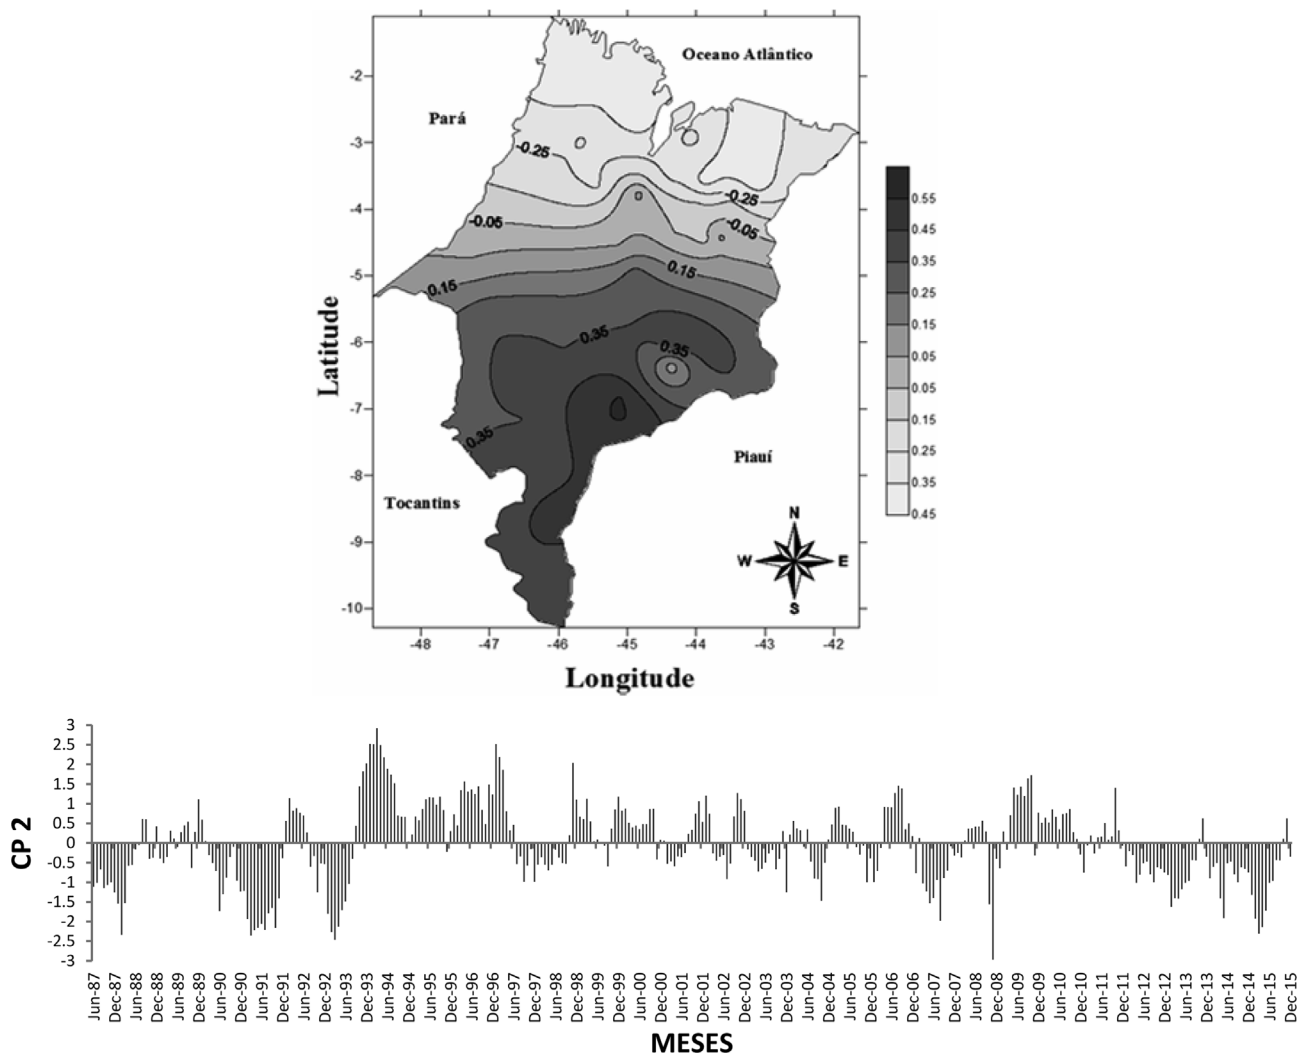 Oceano Atlântico
-2
Pará
-3
-0.25
-0.25
0.55
-4
-0.05
-0.05
0.45
0.35
-5
0.15
0.15
0.25
0.15
-6
0.35
0.35
0.05
Latitude
0.05
0.15
-7
0.35
0.25
Piauí
0.35
-8
Tocantins
0.45
N
-9
W
E
S
-10
-48
-47
-46
-45
-44
-43
-42
Longitude
3
2.5
2
1.5
1
0.5
0
-0.5
-1
-1.5
-2
-2.5
-3
CP 2
Jun-87
Dec-87
Jun-88
Dec-88
Jun-89
Dec-89
Jun-90
Dec-90
Jun-91
Dec-91
Jun-92
Dec-92
Jun-93
Dec-93
Jun-94
Dec-94
Jun-95
Dec-95
Jun-96
Dec-96
Jun-97
Dec-97
Jun-98
Dec-98
Jun-99
Dec-99
Jun-00
Dec-00
Jun-01
Dec-01
Jun-02
Dec-02
Jun-03
Dec-03
Jun-04
Dec-04
Jun-05
Dec-05
Jun-06
Dec-06
Jun-07
Dec-07
Jun-08
Dec-08
Jun-09
Dec-09
Jun-10
Dec-10
Jun-11
Dec-11
Jun-12
Dec-12
Jun-13
Dec-13
Jun-14
Dec-14
Jun-15
Dec-15
MESES